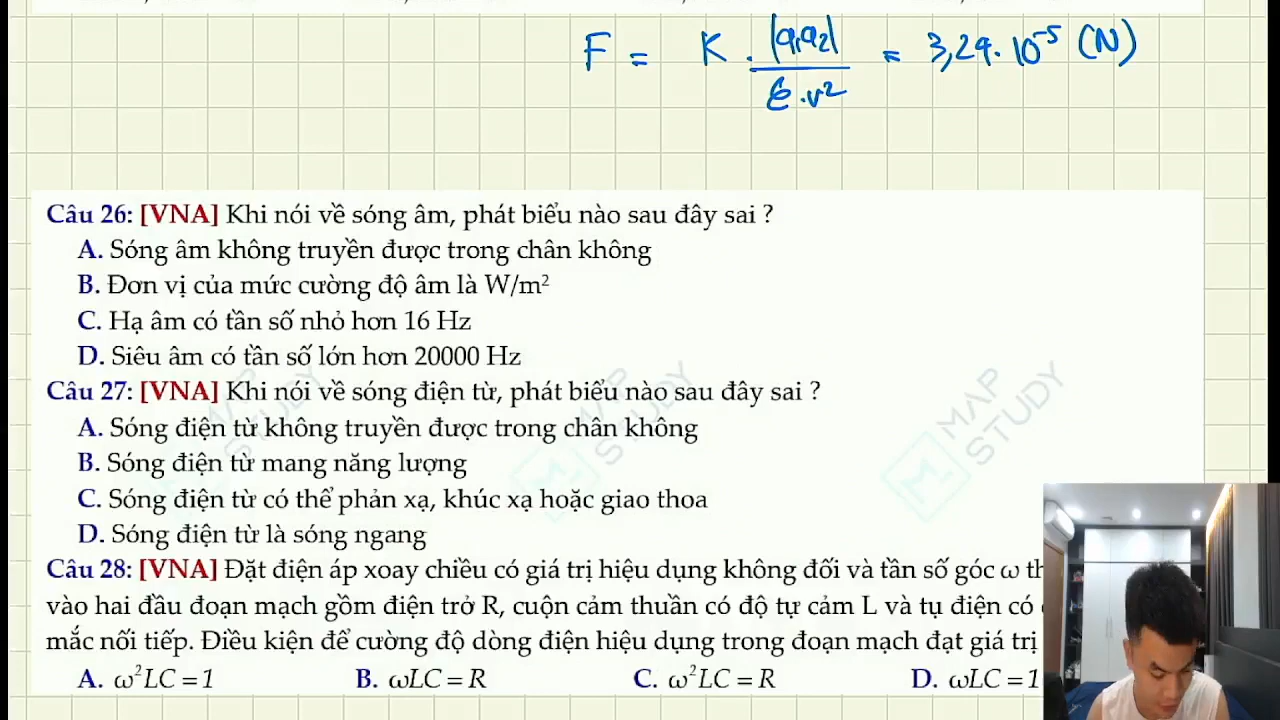 F = K . |q₁q₂| / ε.r² = 3,29.10⁻⁵ (N)
Câu 26: [VNA] Khi nói về sóng âm, phát biểu nào sau đây sai ?
A. Sóng âm không truyền được trong chân không
B. Đơn vị của mức cường độ âm là W/m²
C. Hạ âm có tần số nhỏ hơn 16 Hz
D. Siêu âm có tần số lớn hơn 20000 Hz
Câu 27: [VNA] Khi nói về sóng điện từ, phát biểu nào sau đây sai ?
A. Sóng điện từ không truyền được trong chân không
B. Sóng điện từ mang năng lượng
C. Sóng điện từ có thể phản xạ, khúc xạ hoặc giao thoa
D. Sóng điện từ là sóng ngang
MAP STUDY
MAP STUDY
MAP STUDY
Câu 28: [VNA] Đặt điện áp xoay chiều có giá trị hiệu dụng không đổi và tần số góc ω
vào hai đầu đoạn mạch gồm điện trở R, cuộn cảm thuần có độ tự cảm L và tụ điện có
mắc nối tiếp. Điều kiện để cường độ dòng điện hiệu dụng trong đoạn mạch đạt giá trị
A. ω²LC = 1 B. ωLC = R C. ω²LC = R D. ωLC = 1